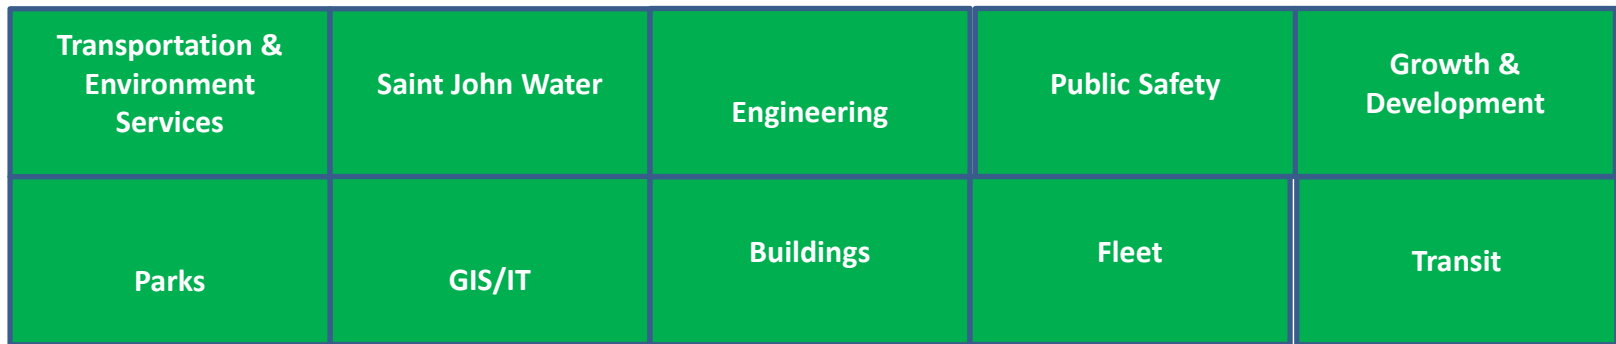 Transportation &
Environment
Services
Saint John Water
Engineering
Public Safety
Growth &
Development
Parks
GIS/IT
Buildings
Fleet
Transit